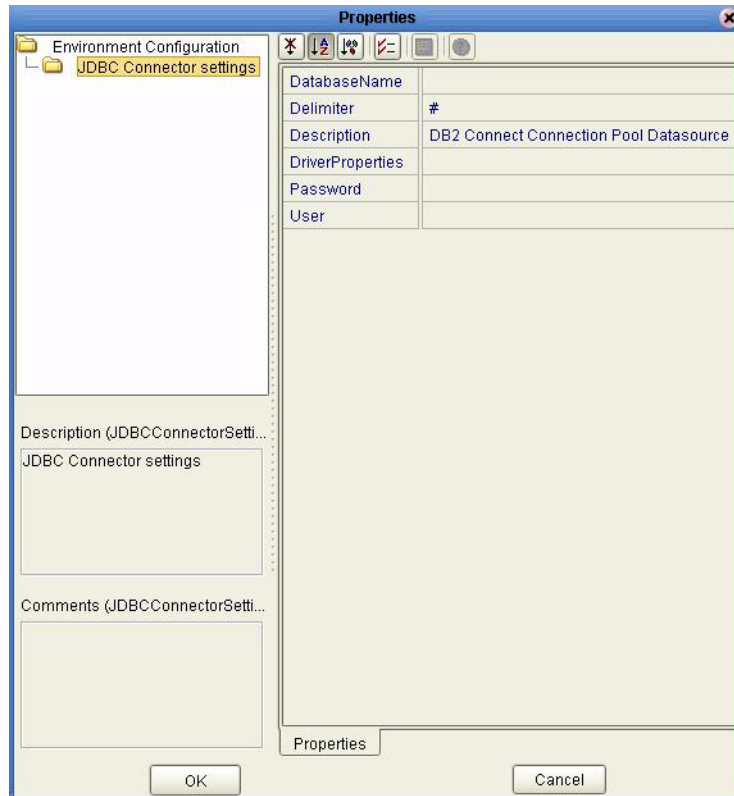 Properties
Environment Configuration
JDBC Connector settings
DatabaseName
Delimiter #
Description DB2 Connect Connection Pool Datasource
DriverProperties
Password
User
Description (JDBCConnectorSetti...
JDBC Connector settings
Comments (JDBCConnectorSetti...
Properties
OK
Cancel